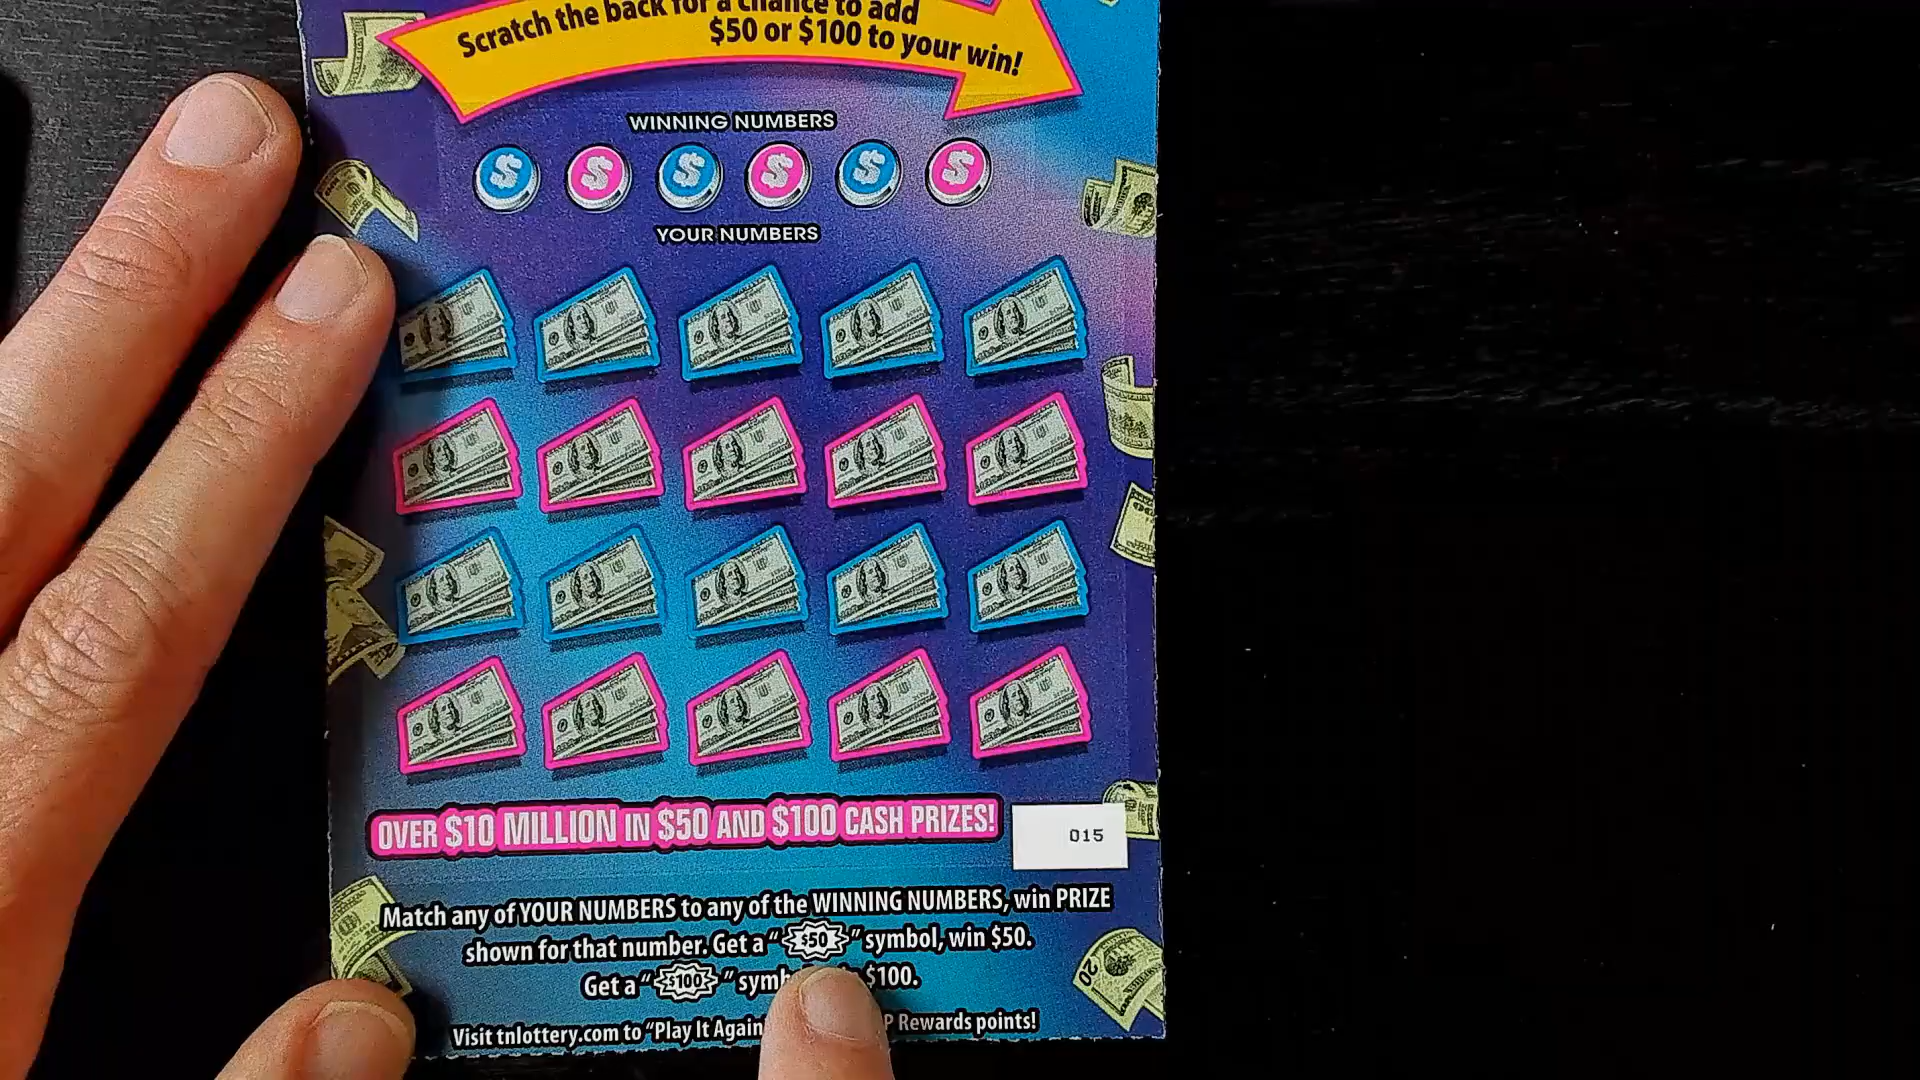 Scratch the back for a chance to add
$50 or $100 to your win!
WINNING NUMBERS
$ $ $ $ $ $
YOUR NUMBERS
OVER $10 MILLION IN $50 AND $100 CASH PRIZES!
015
Match any of YOUR NUMBERS to any of the WINNING NUMBERS, win PRIZE
shown for that number. Get a "$50" symbol, win $50.
Get a "$100" symb $100.
Visit tnlottery.com to "Play It Again P Rewards points!
20